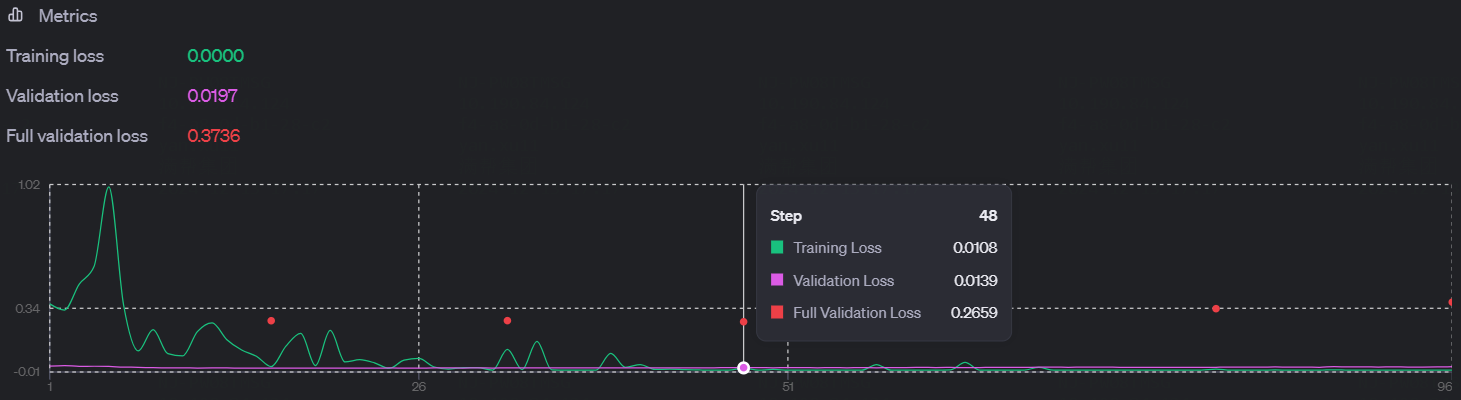 Metrics
Training loss 0.0000
Validation loss 0.0197
Full validation loss 0.3736
1.02
Step 48
Training Loss 0.0108
Validation Loss 0.0139
Full Validation Loss 0.2659
0.34
-0.01
1 26 51 96